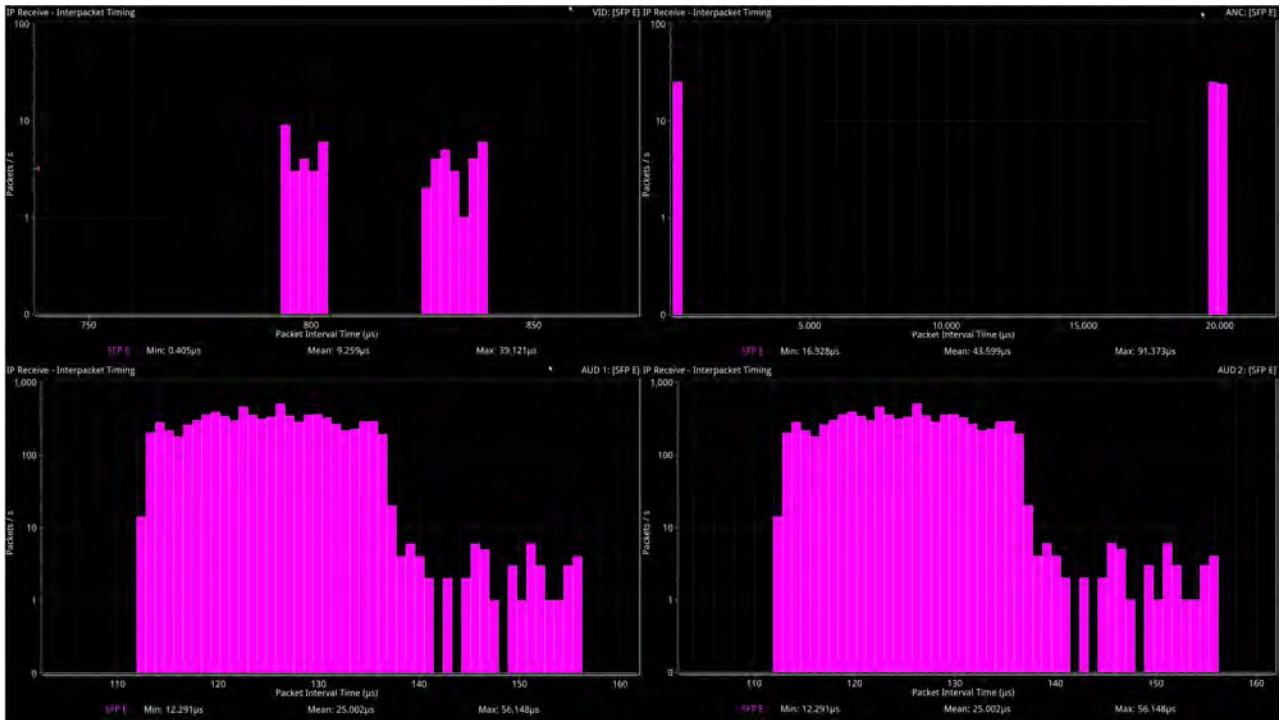 IP Receive - Interpacket Timing VID: [SFP E]
100
10
1
0
Packets / s
750 800 850
Packet Interval Time (µs)
SFP E Min: 0.405µs Mean: 9.259µs Max: 39.121µs
IP Receive - Interpacket Timing ANC: [SFP E]
100
10
1
0
Packets / s
5.000 10.000 15,000 20.000
Packet Interval Time (µs)
SFP E Min: 16.928µs Mean: 43.599µs Max: 91.373µs
IP Receive - Interpacket Timing AUD 1: [SFP E]
1,000
100
10
1
0
Packets / s
110 120 130 140 150 160
Packet Interval Time (µs)
SFP E Min: 12.291µs Mean: 25.002µs Max: 56.148µs
IP Receive - Interpacket Timing AUD 2: [SFP E]
1,000
100
10
1
0
Packets / s
110 120 130 140 150 160
Packet Interval Time (µs)
SFP E Min: 12.291µs Mean: 25.002µs Max: 56.148µs